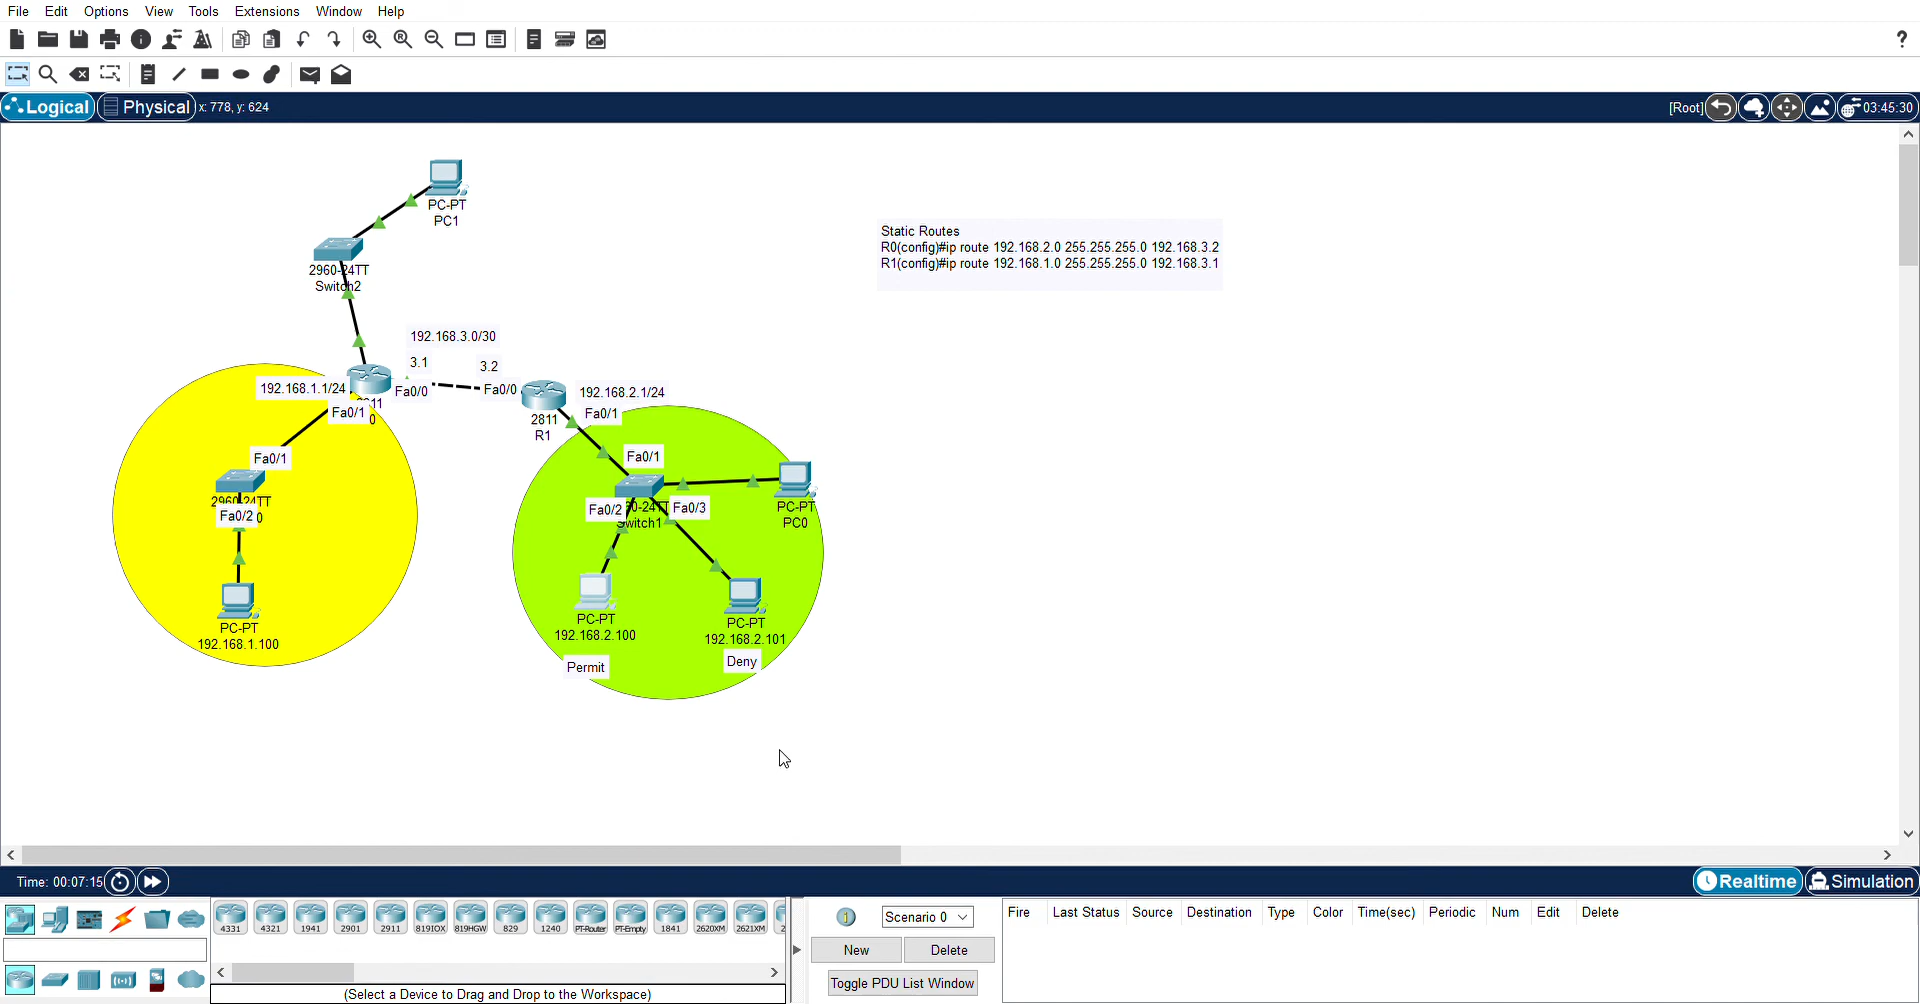 File Edit Options View Tools Extensions Window Help
?
Logical Physical x: 778, y: 624 [Root] 03:45:30
PC-PT
PC1
2960-24TT
Switch2
Static Routes
R0(config)#ip route 192.168.2.0 255.255.255.0 192.168.3.2
R1(config)#ip route 192.168.1.0 255.255.255.0 192.168.3.1
192.168.3.0/30
3.1
3.2
192.168.1.1/24
Fa0/0
Fa0/0
192.168.2.1/24
Fa0/1
11
0
Fa0/1
2811
R1
Fa0/1
Fa0/1
2960-24TT
Fa0/2
0
Fa0/2
Fa0/3
Switch1
PC-PT
PC0
PC-PT
192.168.1.100
PC-PT
192.168.2.100
PC-PT
192.168.2.101
Permit
Deny
Time: 00:07:15
Realtime Simulation
4331 4321 1941 2901 2911 819IOX 819HGW 829 1240 PT-Router PT-Empty 1841 2620XM 2621XM 2
(Select a Device to Drag and Drop to the Workspace)
1 Scenario 0
New Delete
Toggle PDU List Window
Fire Last Status Source Destination Type Color Time(sec) Periodic Num Edit Delete